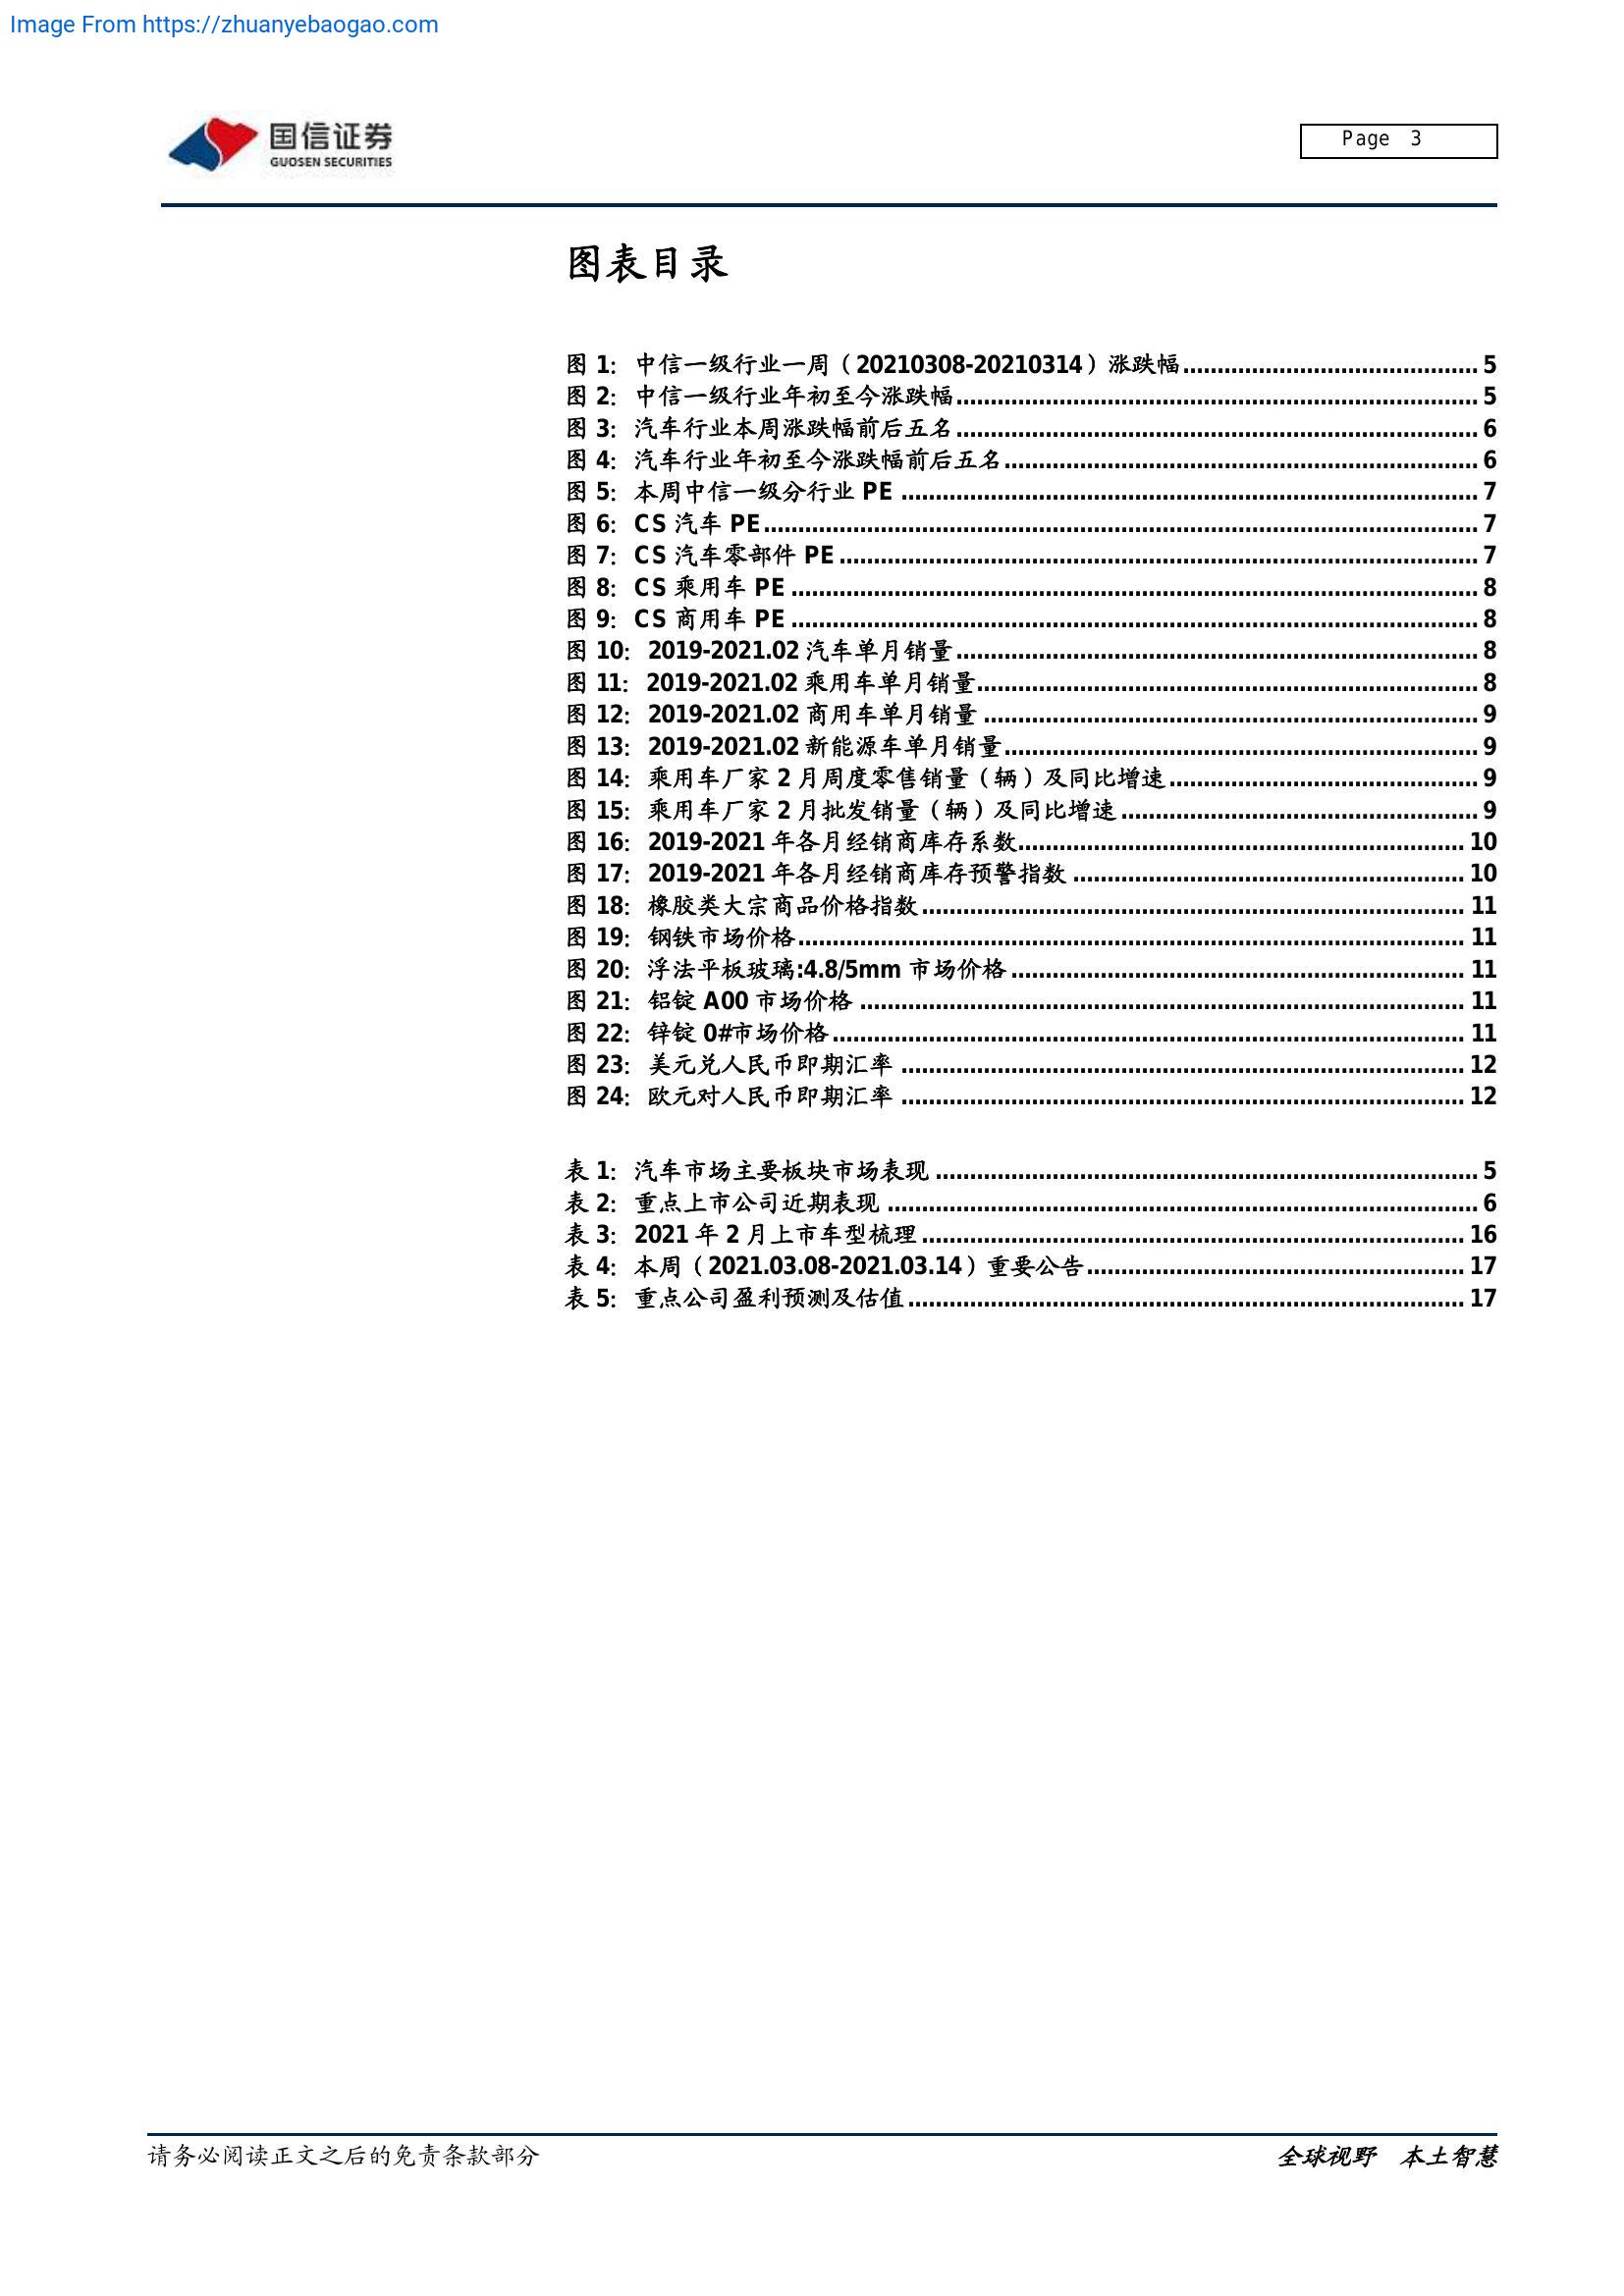 Image From https://zhuanyebaogao.com
国信证券
GUOSEN SECURITIES
Page 3
图表目录
图 1: 中信一级行业一周（20210308-20210314）涨跌幅 5
图 2: 中信一级行业年初至今涨跌幅 5
图 3: 汽车行业本周涨跌幅前后五名 6
图 4: 汽车行业年初至今涨跌幅前后五名 6
图 5: 本周中信一级分行业 PE 7
图 6: CS 汽车 PE 7
图 7: CS 汽车零部件 PE 7
图 8: CS 乘用车 PE 8
图 9: CS 商用车 PE 8
图 10: 2019-2021.02 汽车单月销量 8
图 11: 2019-2021.02 乘用车单月销量 8
图 12: 2019-2021.02 商用车单月销量 9
图 13: 2019-2021.02 新能源车单月销量 9
图 14: 乘用车厂家 2 月周度零售销量（辆）及同比增速 9
图 15: 乘用车厂家 2 月批发销量（辆）及同比增速 9
图 16: 2019-2021 年各月经销商库存系数 10
图 17: 2019-2021 年各月经销商库存预警指数 10
图 18: 橡胶类大宗商品价格指数 11
图 19: 钢铁市场价格 11
图 20: 浮法平板玻璃:4.8/5mm 市场价格 11
图 21: 铝锭 A00 市场价格 11
图 22: 锌锭 0#市场价格 11
图 23: 美元兑人民币即期汇率 12
图 24: 欧元对人民币即期汇率 12
表 1: 汽车市场主要板块市场表现 5
表 2: 重点上市公司近期表现 6
表 3: 2021 年 2 月上市车型梳理 16
表 4: 本周（2021.03.08-2021.03.14）重要公告 17
表 5: 重点公司盈利预测及估值 17
请务必阅读正文之后的免责条款部分
全球视野 本土智慧